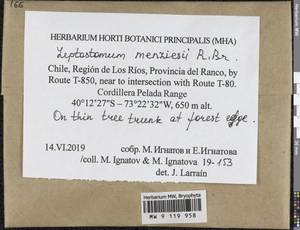 166
HERBARIUM HORTI BOTANICI PRINCIPALIS (MHA)
Leptostomum menziesii R.Br.
Chile, Región de Los Ríos, Provincia del Ranco, by
Route T-850, near to intersection with Route T-80.
Cordillera Pelada Range
40°12'27"S – 73°22'32"W, 650 m alt.
On thin tree trunk at forest edge.
14.VI.2019 собр. М.Игнатов и Е.Игнатова
/coll. M. Ignatov & M. Ignatova 19-153
det. J. Larraín
Herbarium MW, Bryophyta
MW 9 119 958